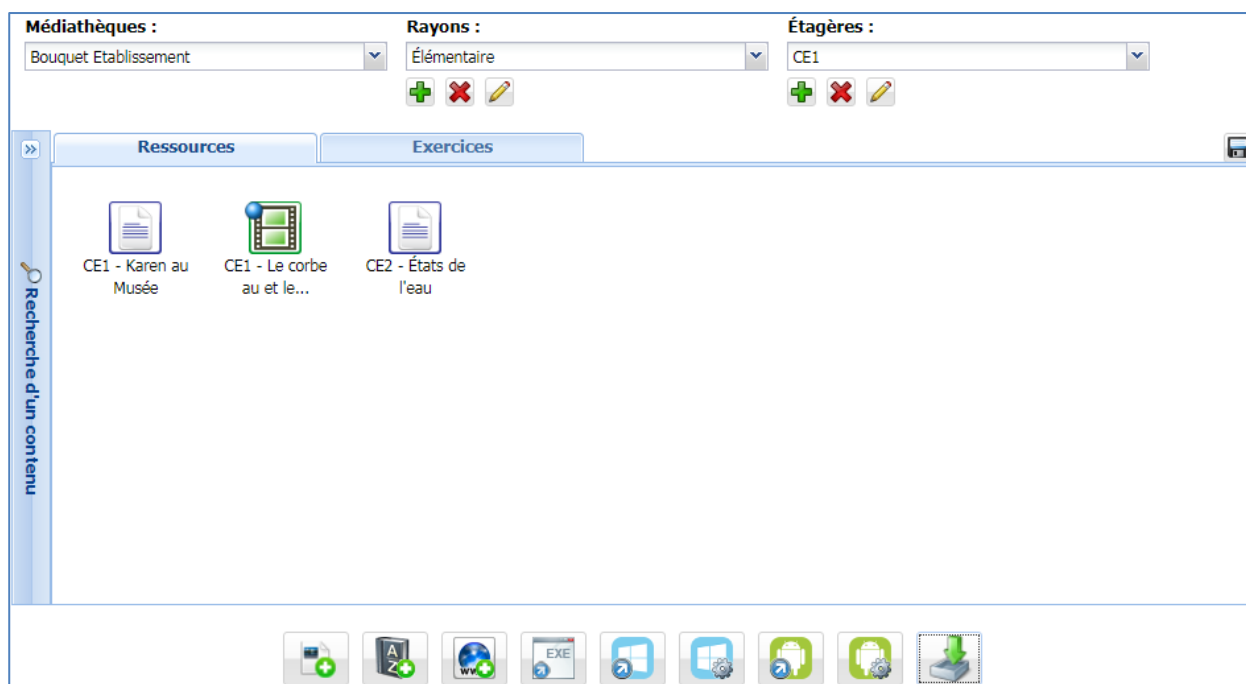 Médiathèques : Rayons : Étagères :
Bouquet Etablissement Élémentaire CE1
Ressources Exercices
CE1 - Karen au
Musée
CE1 - Le corbe
au et le...
CE2 - États de
l'eau
Recherche d'un contenu
A
Z
WV
EXE